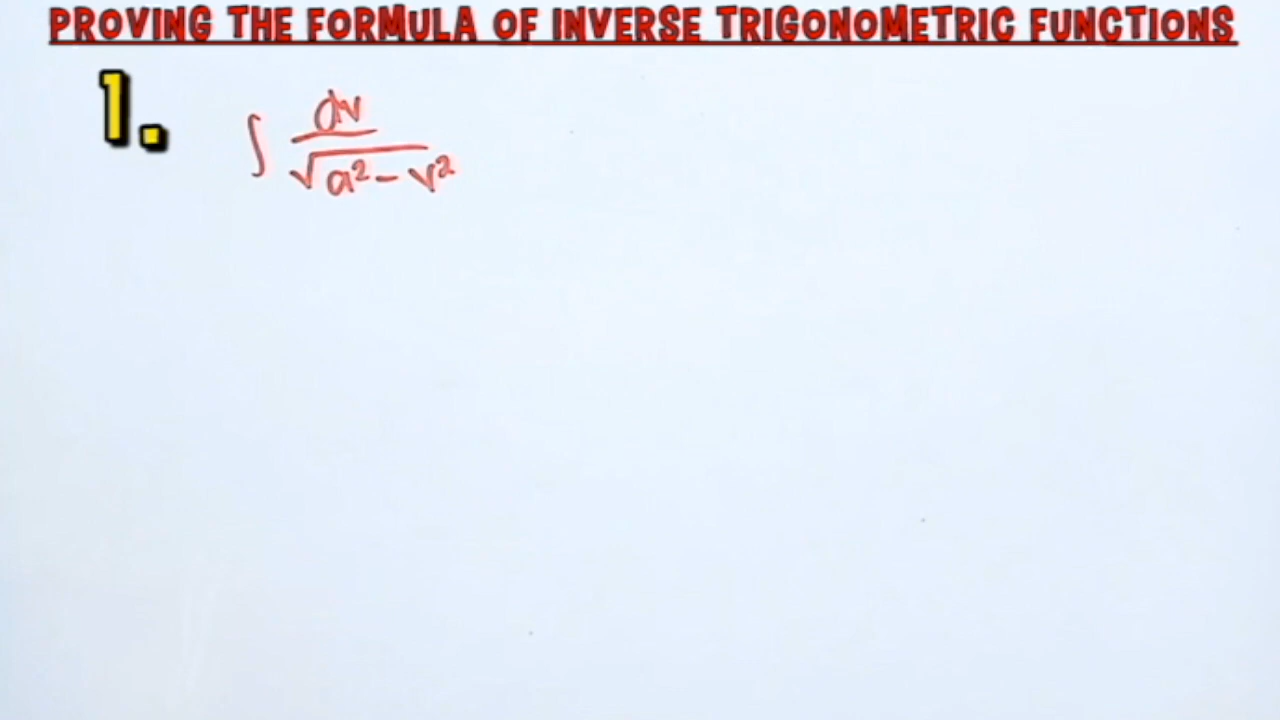 PROVING THE FORMULA OF INVERSE TRIGONOMETRIC FUNCTIONS
1. ∫ dv / √(a² - v²)